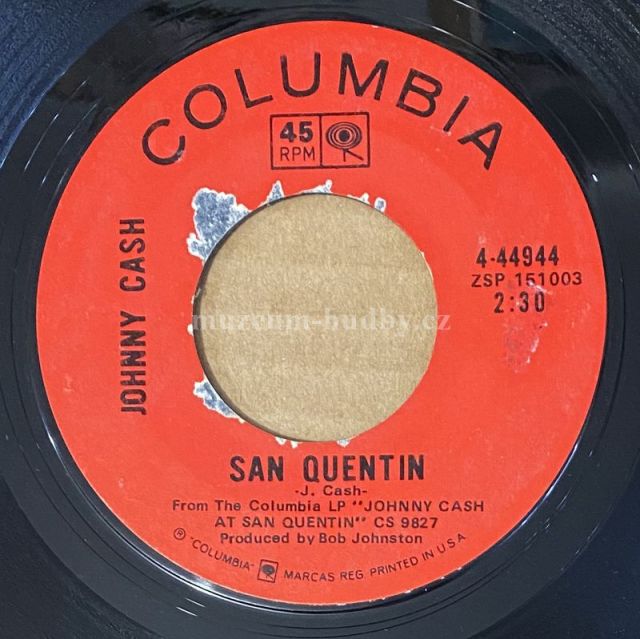 COLUMBIA
45
RPM
JOHNNY CASH
4-44944
ZSP 151003
2:30
muzeum-hudby.cz
SAN QUENTIN
-J. Cash-
From The Columbia LP "JOHNNY CASH
AT SAN QUENTIN" CS 9827
Produced by Bob Johnston
℗ "COLUMBIA" MARCAS REG. PRINTED IN U.S.A.